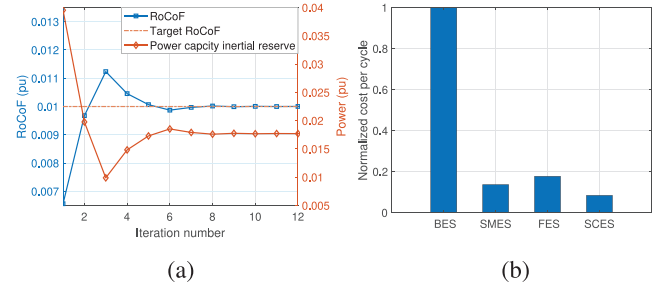 RoCoF
Target RoCoF
Power capcity inertial reserve
0.013
0.012
0.011
0.010
0.009
0.008
0.007
RoCoF (pu)
0.04
0.035
0.03
0.025
0.02
0.015
0.01
0.005
Power (pu)
2 4 6 8 10 12
Iteration number
(a)
1
0.8
0.6
0.4
0.2
0
Normalized cost per cycle
BES SMES FES SCES
(b)